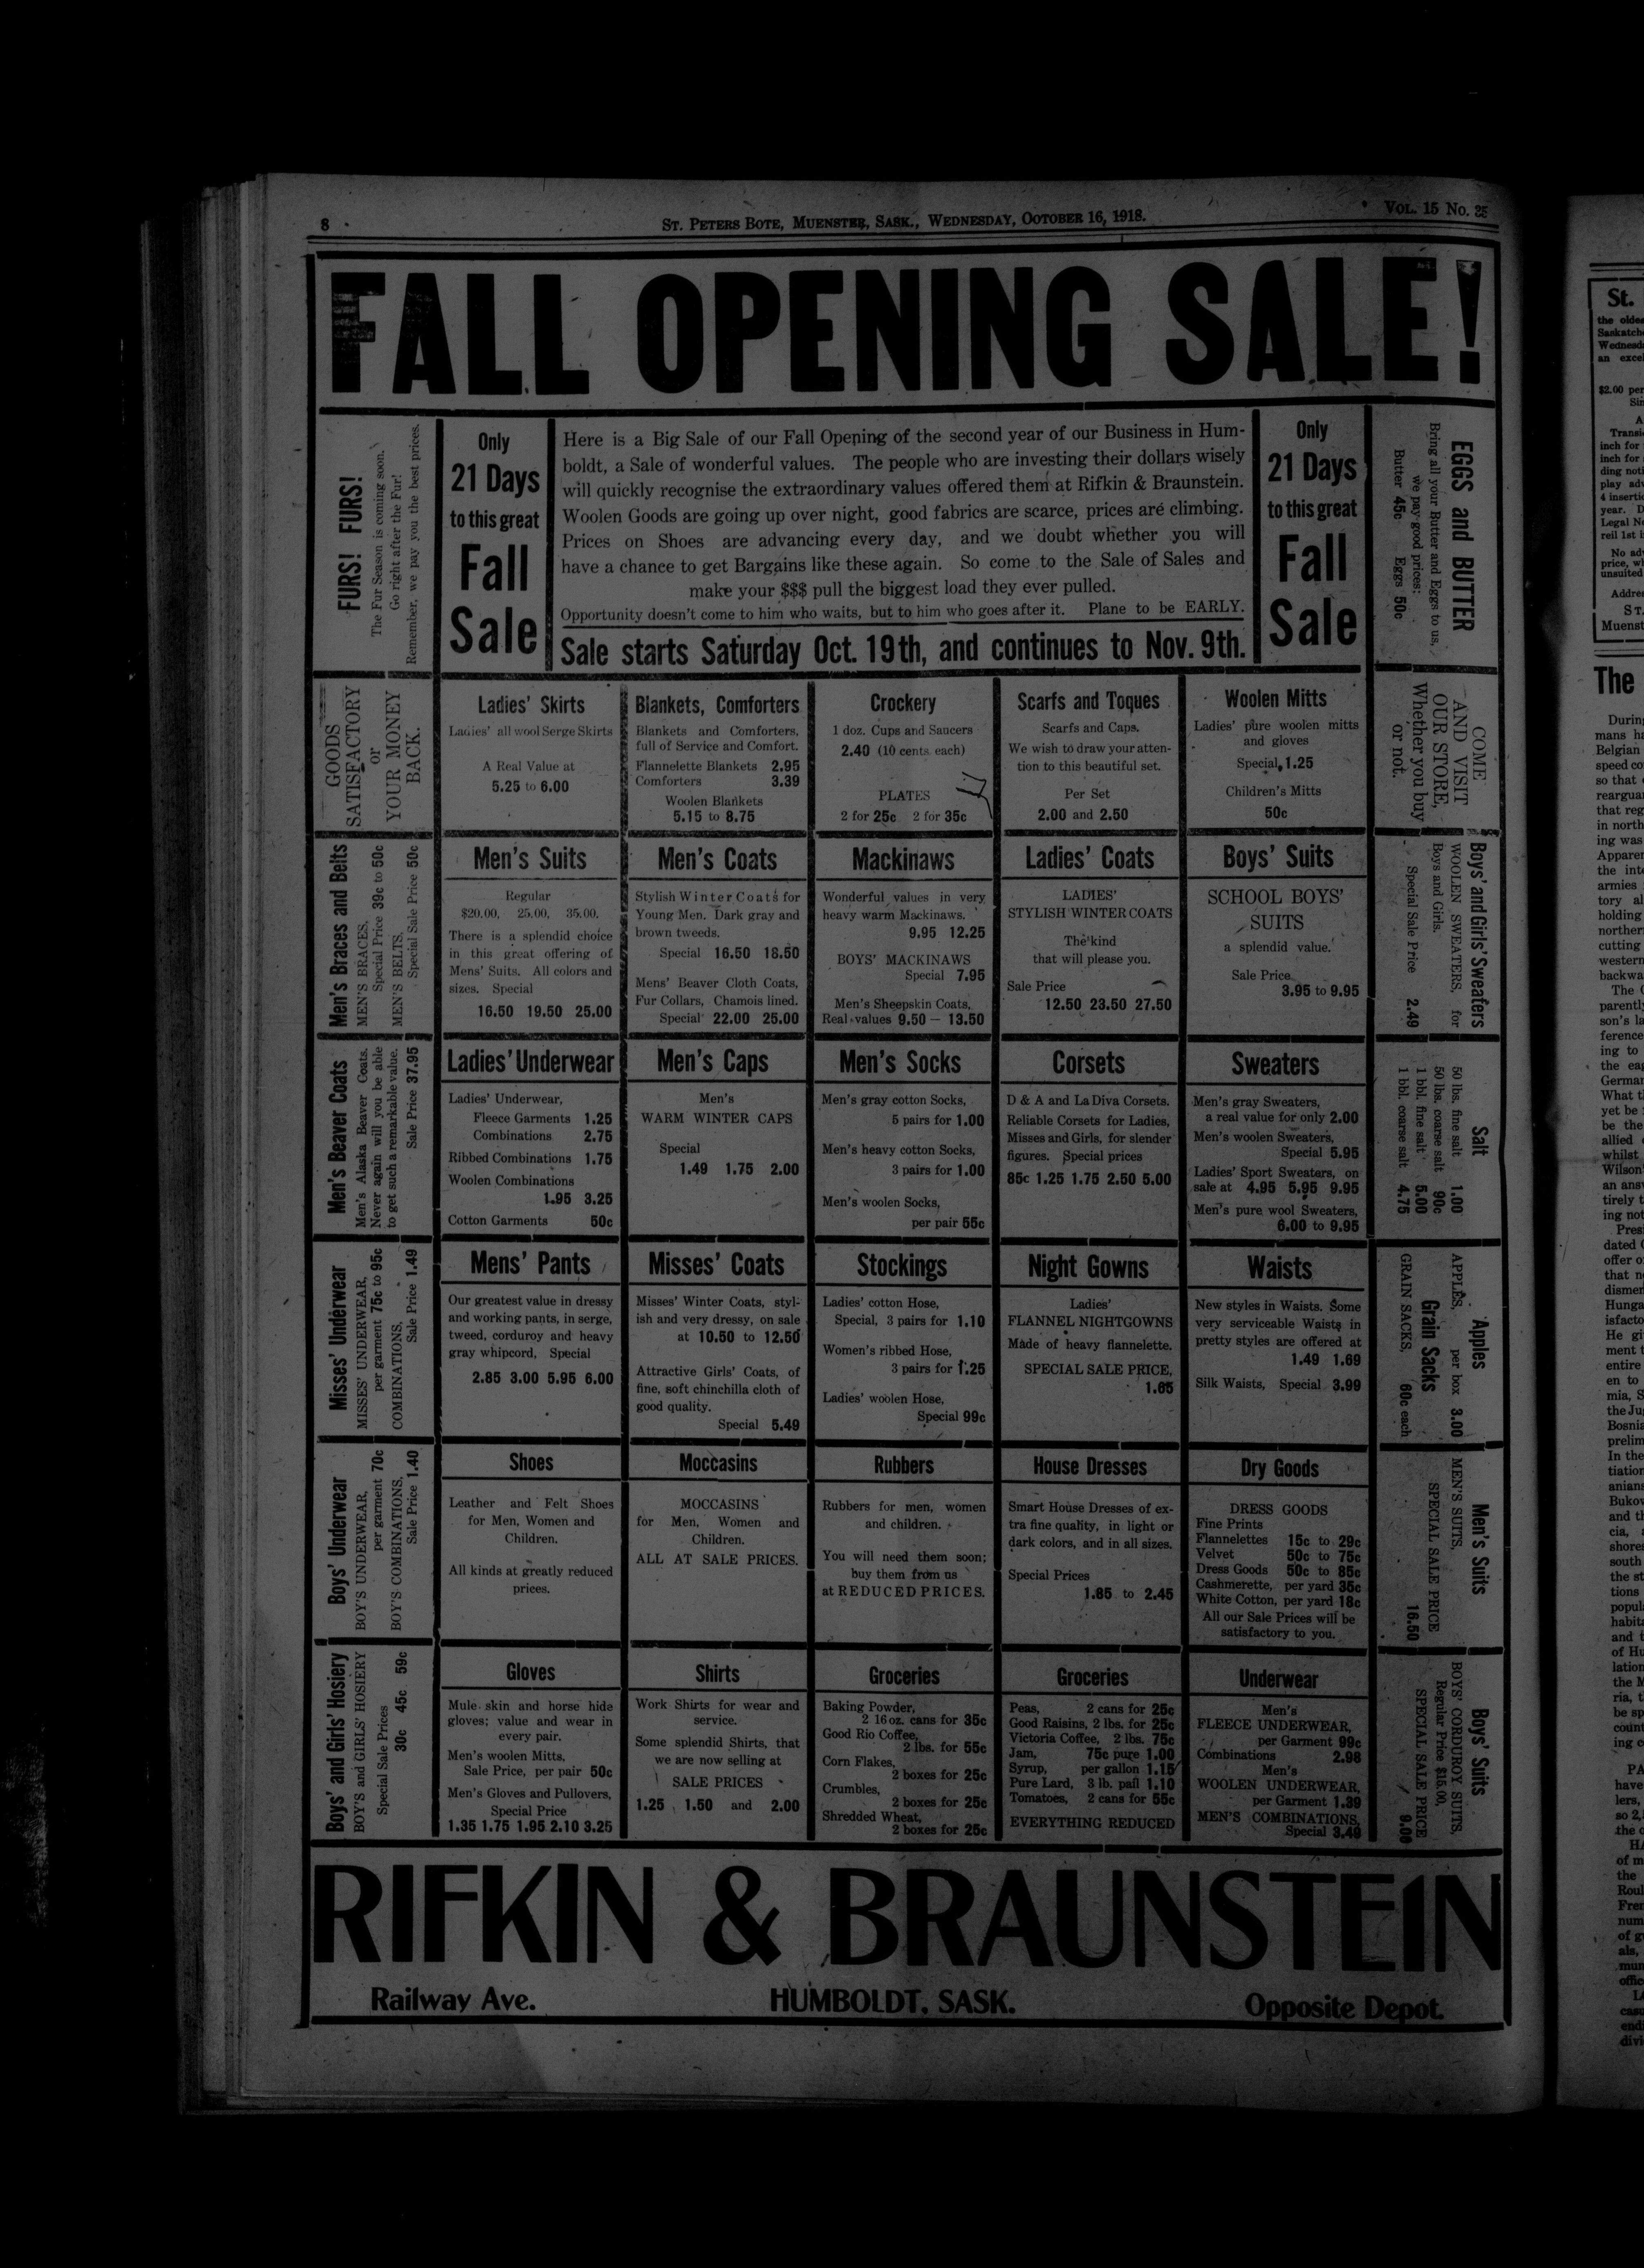 8
ST. PETERS BOTE, MUENSTER, SASK., WEDNESDAY, OCTOBER 16, 1918.
VOL. 15 No. 35
FALL OPENING SALE!
FURS! FURS!
The Fur Season is coming soon.
Go right after the Fur!
Remember, we pay you the best prices.
Only
21 Days
to this great
Fall
Sale
Here is a Big Sale of our Fall Opening of the second year of our Business in Hum-
boldt, a Sale of wonderful values. The people who are investing their dollars wisely
will quickly recognise the extraordinary values offered them at Rifkin & Braunstein.
Woolen Goods are going up over night, good fabrics are scarce, prices are climbing.
Prices on Shoes are advancing every day, and we doubt whether you will
have a chance to get Bargains like these again. So come to the Sale of Sales and
make your $$$ pull the biggest load they ever pulled.
Opportunity doesn't come to him who waits, but to him who goes after it. Plane to be EARLY.
Sale starts Saturday Oct. 19th, and continues to Nov. 9th.
Only
21 Days
to this great
Fall
Sale
EGGS and BUTTER
Bring all your Butter and Eggs to us,
we pay good prices:
Butter 45c Eggs 50c
GOODS
SATISFACTORY
or
YOUR MONEY
BACK.
Ladies' Skirts
Ladies' all wool Serge Skirts
A Real Value at
5.25 to 6.00
Blankets, Comforters
Blankets and Comforters,
full of Service and Comfort.
Flannelette Blankets 2.95
Comforters 3.39
Woolen Blankets
5.15 to 8.75
Crockery
1 doz. Cups and Saucers
2.40 (10 cents each)
PLATES
2 for 25c 2 for 35c
Scarfs and Toques
Scarfs and Caps.
We wish to draw your atten-
tion to this beautiful set.
Per Set
2.00 and 2.50
Woolen Mitts
Ladies' pure woolen mitts
and gloves
Special, 1.25
Children's Mitts
50c
COME
AND VISIT
OUR STORE,
Whether you buy
or not.
Men's Braces and Belts
MEN'S BRACES,
Special Price 39c to 50c
MEN'S BELTS,
Special Sale Price 50c
Men's Suits
Regular
$20.00, 25.00, 35.00.
There is a splendid choice
in this great offering of
Mens' Suits. All colors and
sizes. Special
16.50 19.50 25.00
Men's Coats
Stylish Winter Coats for
Young Men. Dark gray and
brown tweeds.
Special 16.50 18.50
Mens' Beaver Cloth Coats,
Fur Collars, Chamois lined.
Special 22.00 25.00
Mackinaws
Wonderful values in very
heavy warm Mackinaws.
9.95 12.25
BOYS' MACKINAWS
Special 7.95
Men's Sheepskin Coats,
Real values 9.50 — 13.50
Ladies' Coats
LADIES'
STYLISH WINTER COATS
The kind
that will please you.
Sale Price
12.50 23.50 27.50
Boys' Suits
SCHOOL BOYS'
SUITS
a splendid value.
Sale Price
3.95 to 9.95
Boys' and Girls' Sweaters
WOOLEN SWEATERS, for
Boys and Girls.
Special Sale Price 2.49
Men's Beaver Coats
Men's Alaska Beaver Coats.
Never again will you be able
to get such a remarkable value.
Sale Price 37.95
Ladies' Underwear
Ladies' Underwear,
Fleece Garments 1.25
Combinations 2.75
Ribbed Combinations 1.75
Woolen Combinations
1.95 3.25
Cotton Garments 50c
Men's Caps
Men's
WARM WINTER CAPS
Special
1.49 1.75 2.00
Men's Socks
Men's gray cotton Socks,
5 pairs for 1.00
Men's heavy cotton Socks,
3 pairs for 1.00
Men's woolen Socks,
per pair 55c
Corsets
D & A and La Diva Corsets.
Reliable Corsets for Ladies,
Misses and Girls, for slender
figures. Special prices
85c 1.25 1.75 2.50 5.00
Sweaters
Men's gray Sweaters,
a real value for only 2.00
Men's woolen Sweaters,
Special 5.95
Ladies' Sport Sweaters, on
sale at 4.95 5.95 9.95
Men's pure wool Sweaters,
6.00 to 9.95
Salt
50 lbs. fine salt 1.00
50 lbs. coarse salt 90c
1 bbl. fine salt 5.00
1 bbl. coarse salt 4.75
Misses' Underwear
MISSES' UNDERWEAR,
per garment 75c to 95c
COMBINATIONS,
Sale Price 1.49
Mens' Pants
Our greatest value in dressy
and working pants, in serge,
tweed, corduroy and heavy
gray whipcord, Special
2.85 3.00 5.95 6.00
Misses' Coats
Misses' Winter Coats, styl-
ish and very dressy, on sale
at 10.50 to 12.50
Attractive Girls' Coats, of
fine, soft chinchilla cloth of
good quality.
Special 5.49
Stockings
Ladies' cotton Hose,
Special, 3 pairs for 1.10
Women's ribbed Hose,
3 pairs for 1.25
Ladies' woolen Hose,
Special 99c
Night Gowns
Ladies'
FLANNEL NIGHTGOWNS
Made of heavy flannelette.
SPECIAL SALE PRICE,
1.65
Waists
New styles in Waists. Some
very serviceable Waists in
pretty styles are offered at
1.49 1.69
Silk Waists, Special 3.99
Apples
APPLES, per box 3.00
Grain Sacks
GRAIN SACKS, 60c each
Boys' Underwear
BOY'S UNDERWEAR,
per garment 70c
BOY'S COMBINATIONS,
Sale Price 1.40
Shoes
Leather and Felt Shoes
for Men, Women and
Children.
All kinds at greatly reduced
prices.
Moccasins
MOCCASINS
for Men, Women and
Children.
ALL AT SALE PRICES.
Rubbers
Rubbers for men, women
and children.
You will need them soon;
buy them from us
at REDUCED PRICES.
House Dresses
Smart House Dresses of ex-
tra fine quality, in light or
dark colors, and in all sizes.
Special Prices
1.85 to 2.45
Dry Goods
DRESS GOODS
Fine Prints
Flannelettes 15c to 29c
Velvet 50c to 75c
Dress Goods 50c to 85c
Cashmerette, per yard 35c
White Cotton, per yard 18c
All our Sale Prices will be
satisfactory to you.
Men's Suits
MEN'S SUITS,
SPECIAL SALE PRICE
16.50
Boys' and Girls' Hosiery
BOY'S and GIRLS' HOSIERY
Special Sale Prices
30c 45c 59c
Gloves
Mule skin and horse hide
gloves; value and wear in
every pair.
Men's woolen Mitts,
Sale Price, per pair 50c
Men's Gloves and Pullovers,
Special Price
1.35 1.75 1.95 2.10 3.25
Shirts
Work Shirts for wear and
service.
Some splendid Shirts, that
we are now selling at
SALE PRICES
1.25 1.50 and 2.00
Groceries
Baking Powder,
2 16 oz. cans for 35c
Good Rio Coffee,
2 lbs. for 55c
Corn Flakes,
2 boxes for 25c
Crumbles,
2 boxes for 25c
Shredded Wheat,
2 boxes for 25c
Groceries
Peas, 2 cans for 25c
Good Raisins, 2 lbs. for 25c
Victoria Coffee, 2 lbs. 75c
Jam, 75c pure 1.00
Syrup, per gallon 1.15
Pure Lard, 3 lb. pail 1.10
Tomatoes, 2 cans for 55c
EVERYTHING REDUCED
Underwear
Men's
FLEECE UNDERWEAR,
per Garment 99c
Combinations 2.98
Men's
WOOLEN UNDERWEAR,
per Garment 1.39
MEN'S COMBINATIONS,
Special 3.49
Boys' Suits
BOYS' CORDUROY SUITS,
Regular Price $15.00,
SPECIAL SALE PRICE
9.00
RIFKIN & BRAUNSTEIN
Railway Ave.
HUMBOLDT, SASK.
Opposite Depot.
St.
The